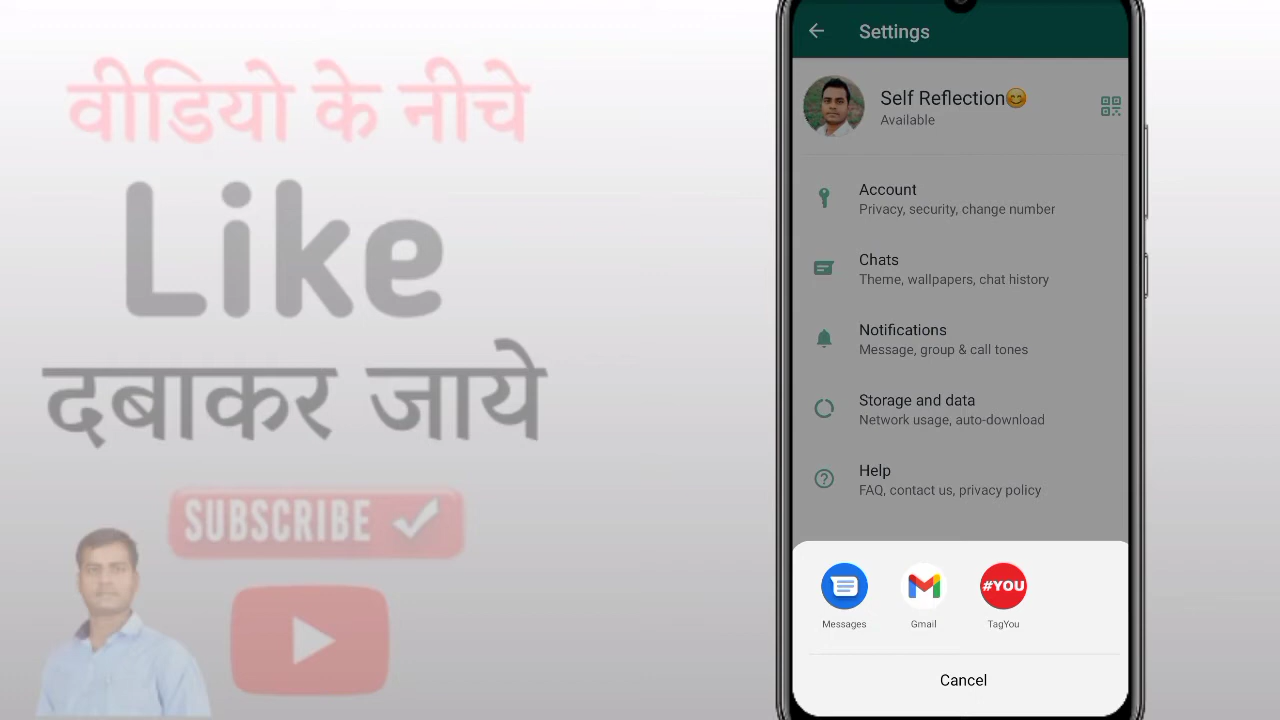 वीडियो के नीचे
Like
दबाकर जाये
SUBSCRIBE
Settings
Self Reflection😊
Available
Account
Privacy, security, change number
Chats
Theme, wallpapers, chat history
Notifications
Message, group & call tones
Storage and data
Network usage, auto-download
Help
FAQ, contact us, privacy policy
#YOU
Messages Gmail TagYou
Cancel